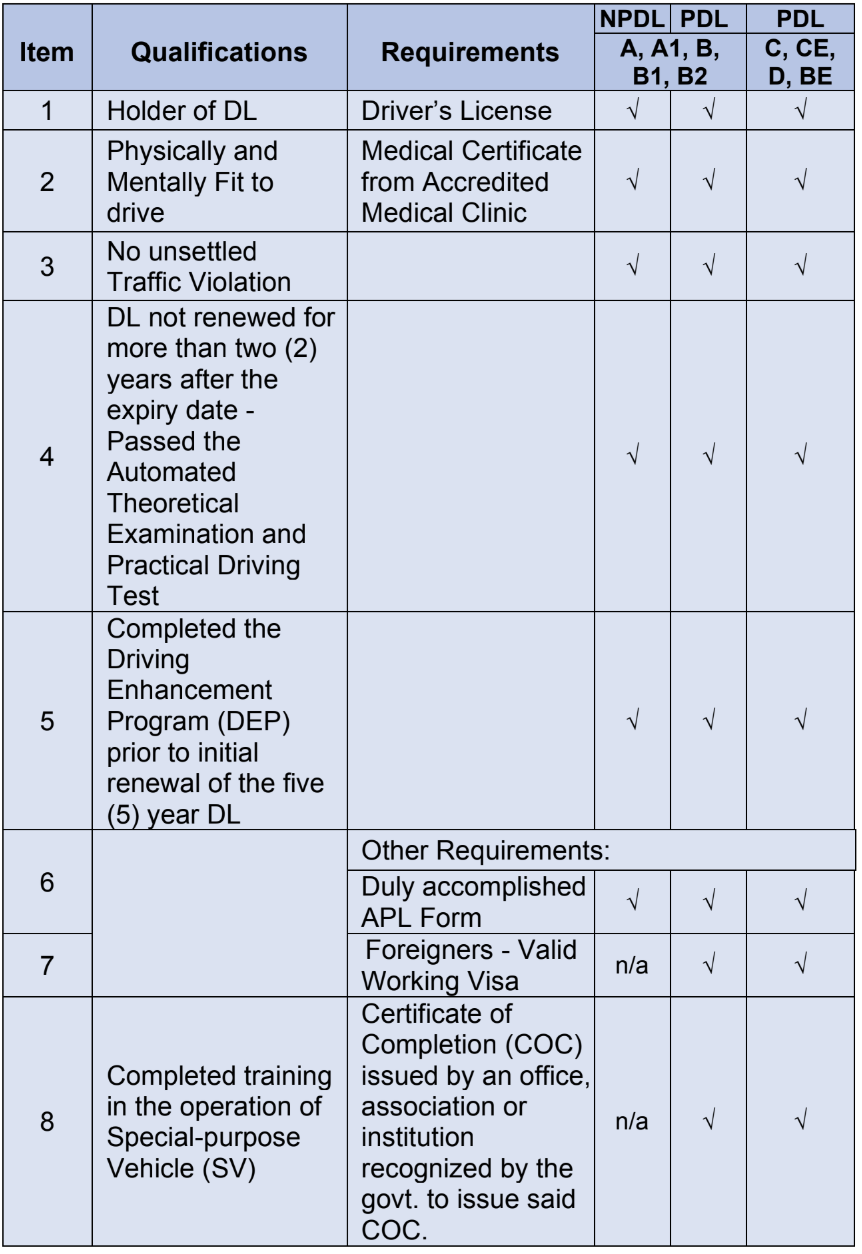 Item Qualifications Requirements NPDL PDL PDL
A, A1, B, C, CE,
B1, B2 D, BE
1 Holder of DL Driver's License √ √ √
Physically and Medical Certificate
2 Mentally Fit to from Accredited √ √ √
drive Medical Clinic
No unsettled
3 √ √ √
Traffic Violation
DL not renewed for
more than two (2)
years after the
expiry date -
4 Passed the √ √ √
Automated
Theoretical
Examination and
Practical Driving
Test
Completed the
Driving
Enhancement
5 Program (DEP) √ √ √
prior to initial
renewal of the five
(5) year DL
6 Other Requirements:
Duly accomplished √ √ √
APL Form
7 Foreigners - Valid n/a √ √
Working Visa
Certificate of
Completion (COC)
Completed training issued by an office,
in the operation of association or
8 Special-purpose institution n/a √ √
Vehicle (SV) recognized by the
govt. to issue said
COC.